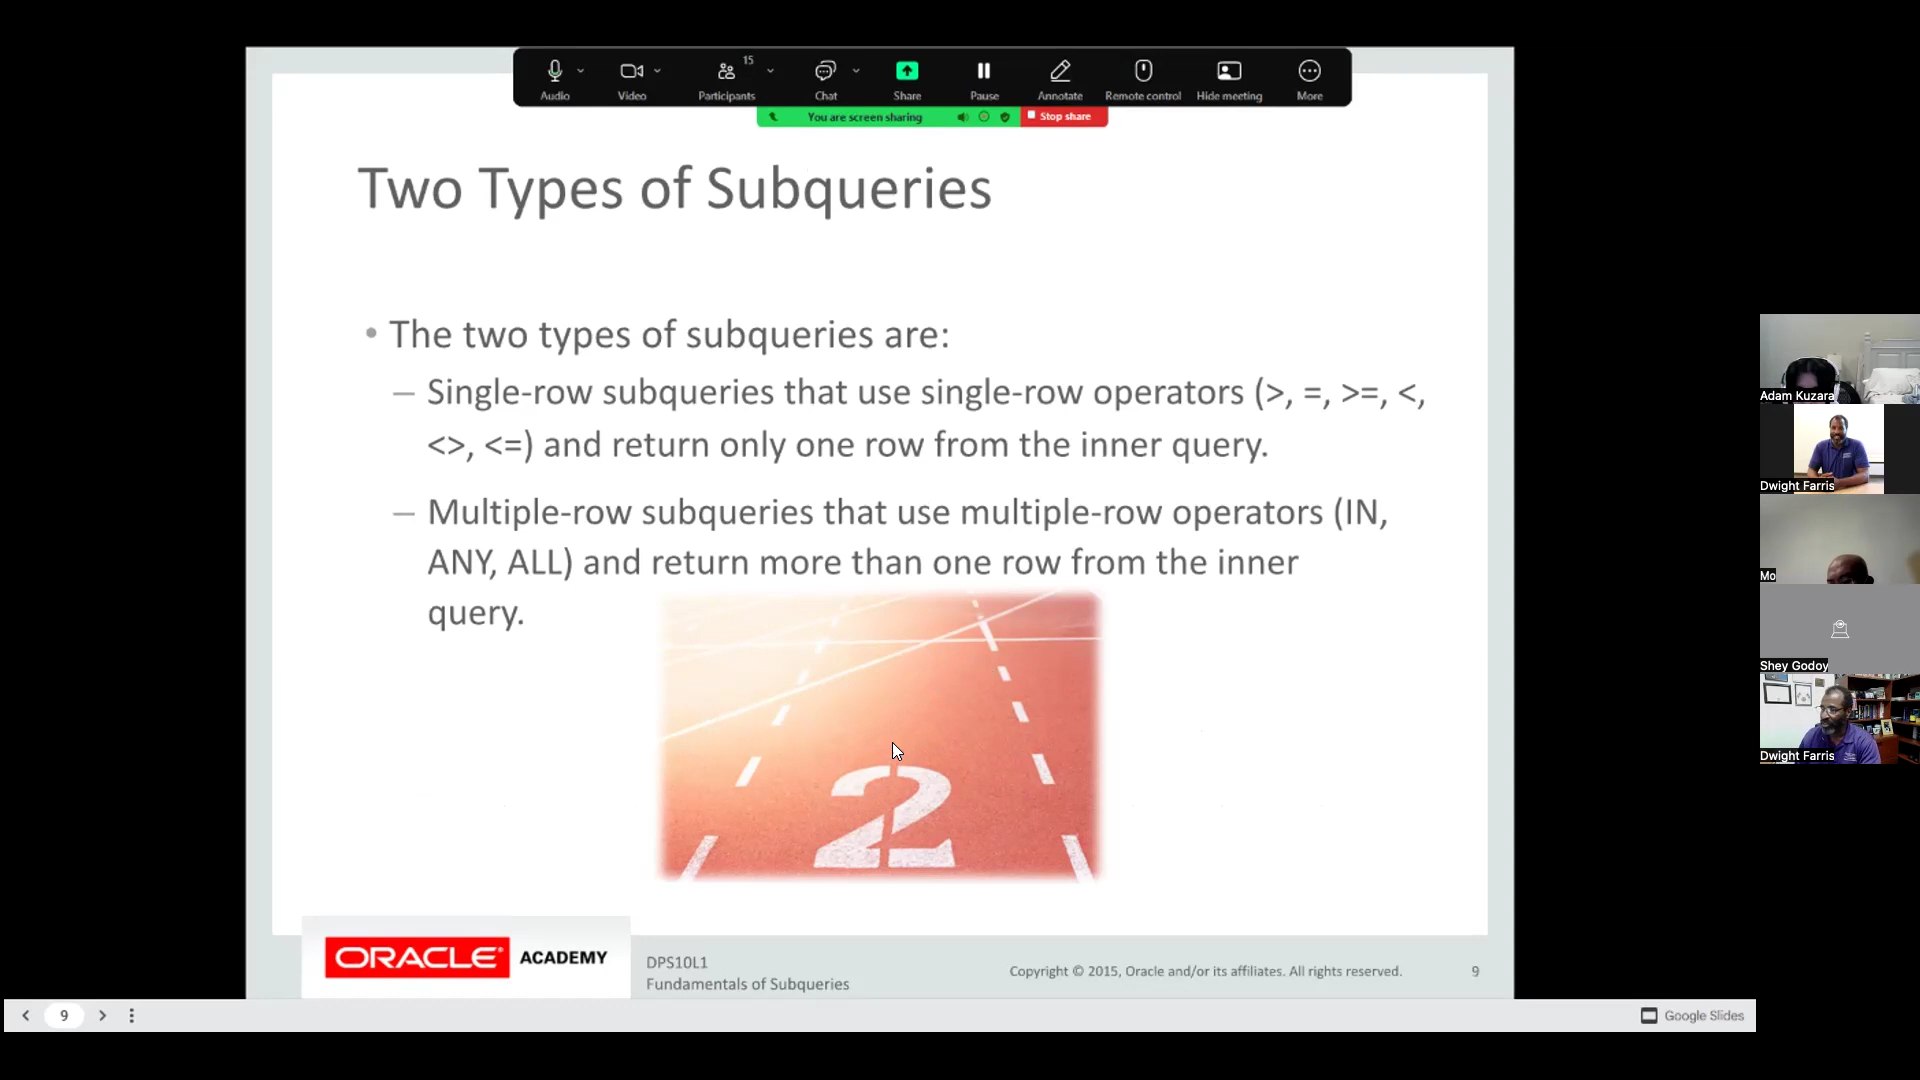 15
Audio
Video
Participants
Chat
Share
Pause
Annotate
Remote control
Hide meeting
More
You are screen sharing
Stop share
Two Types of Subqueries
• The two types of subqueries are:
– Single-row subqueries that use single-row operators (>, =, >=, <,
<>, <=) and return only one row from the inner query.
– Multiple-row subqueries that use multiple-row operators (IN,
ANY, ALL) and return more than one row from the inner
query.
2
ORACLE® ACADEMY
DPS10L1
Fundamentals of Subqueries
Copyright © 2015, Oracle and/or its affiliates. All rights reserved.
9
9
Google Slides
Adam Kuzara
Dwight Farris
Mo
Shey Godoy
Dwight Farris